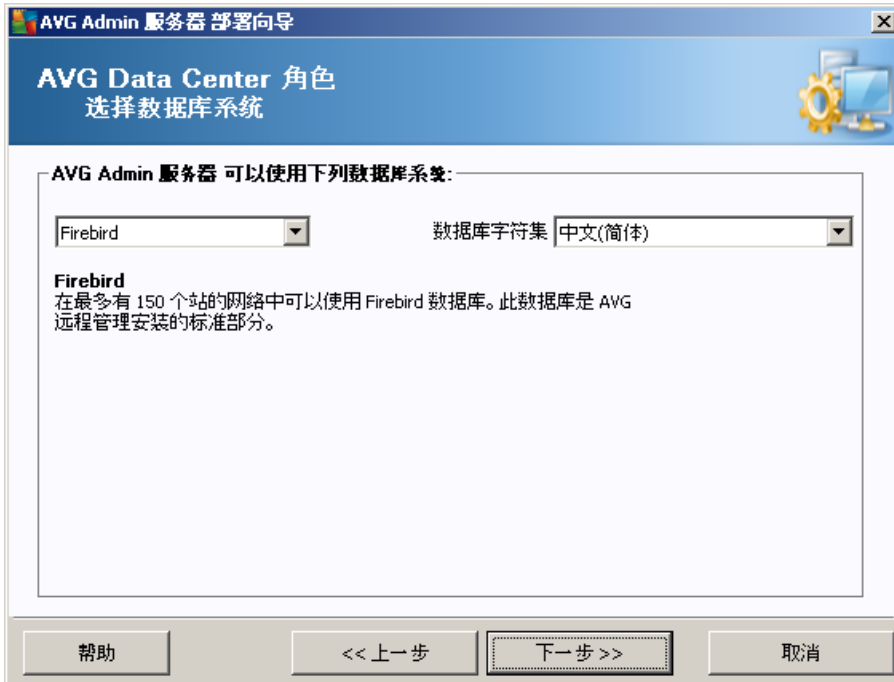 AVG Admin 服务器 部署向导
AVG Data Center 角色
选择数据库系统
AVG Admin 服务器 可以使用下列数据库系统:
Firebird
数据库字符集 中文(简体)
Firebird
在最多有 150 个站的网络中可以使用 Firebird 数据库。此数据库是 AVG
远程管理安装的标准部分。
帮助
<< 上一步
下一步 >>
取消